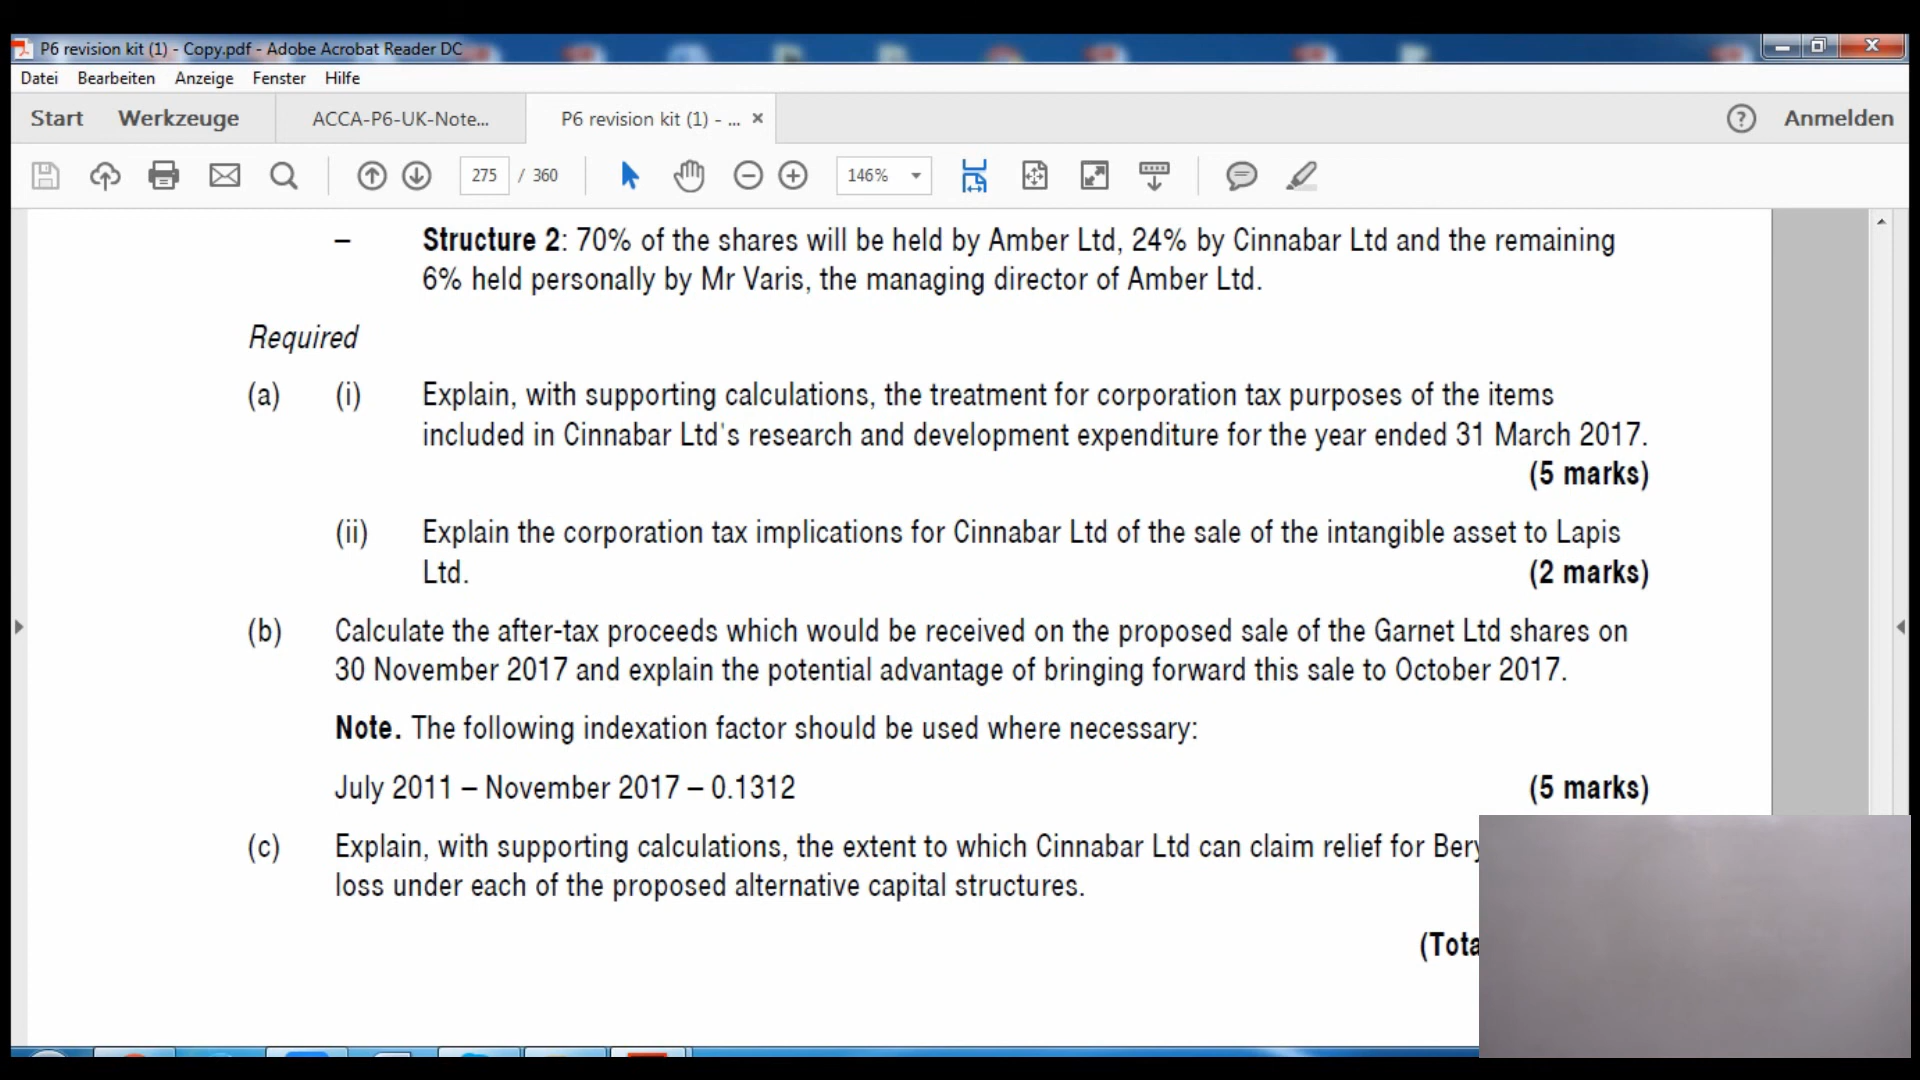 P6 revision kit (1) - Copy.pdf - Adobe Acrobat Reader DC
Datei Bearbeiten Anzeige Fenster Hilfe
Start Werkzeuge ACCA-P6-UK-Note... P6 revision kit (1) - ... × ? Anmelden
275 / 360 146%
– Structure 2: 70% of the shares will be held by Amber Ltd, 24% by Cinnabar Ltd and the remaining
6% held personally by Mr Varis, the managing director of Amber Ltd.
Required
(a) (i) Explain, with supporting calculations, the treatment for corporation tax purposes of the items
included in Cinnabar Ltd's research and development expenditure for the year ended 31 March 2017.
(5 marks)
(ii) Explain the corporation tax implications for Cinnabar Ltd of the sale of the intangible asset to Lapis
Ltd. (2 marks)
(b) Calculate the after-tax proceeds which would be received on the proposed sale of the Garnet Ltd shares on
30 November 2017 and explain the potential advantage of bringing forward this sale to October 2017.
Note. The following indexation factor should be used where necessary:
July 2011 – November 2017 – 0.1312 (5 marks)
(c) Explain, with supporting calculations, the extent to which Cinnabar Ltd can claim relief for
loss under each of the proposed alternative capital structures.